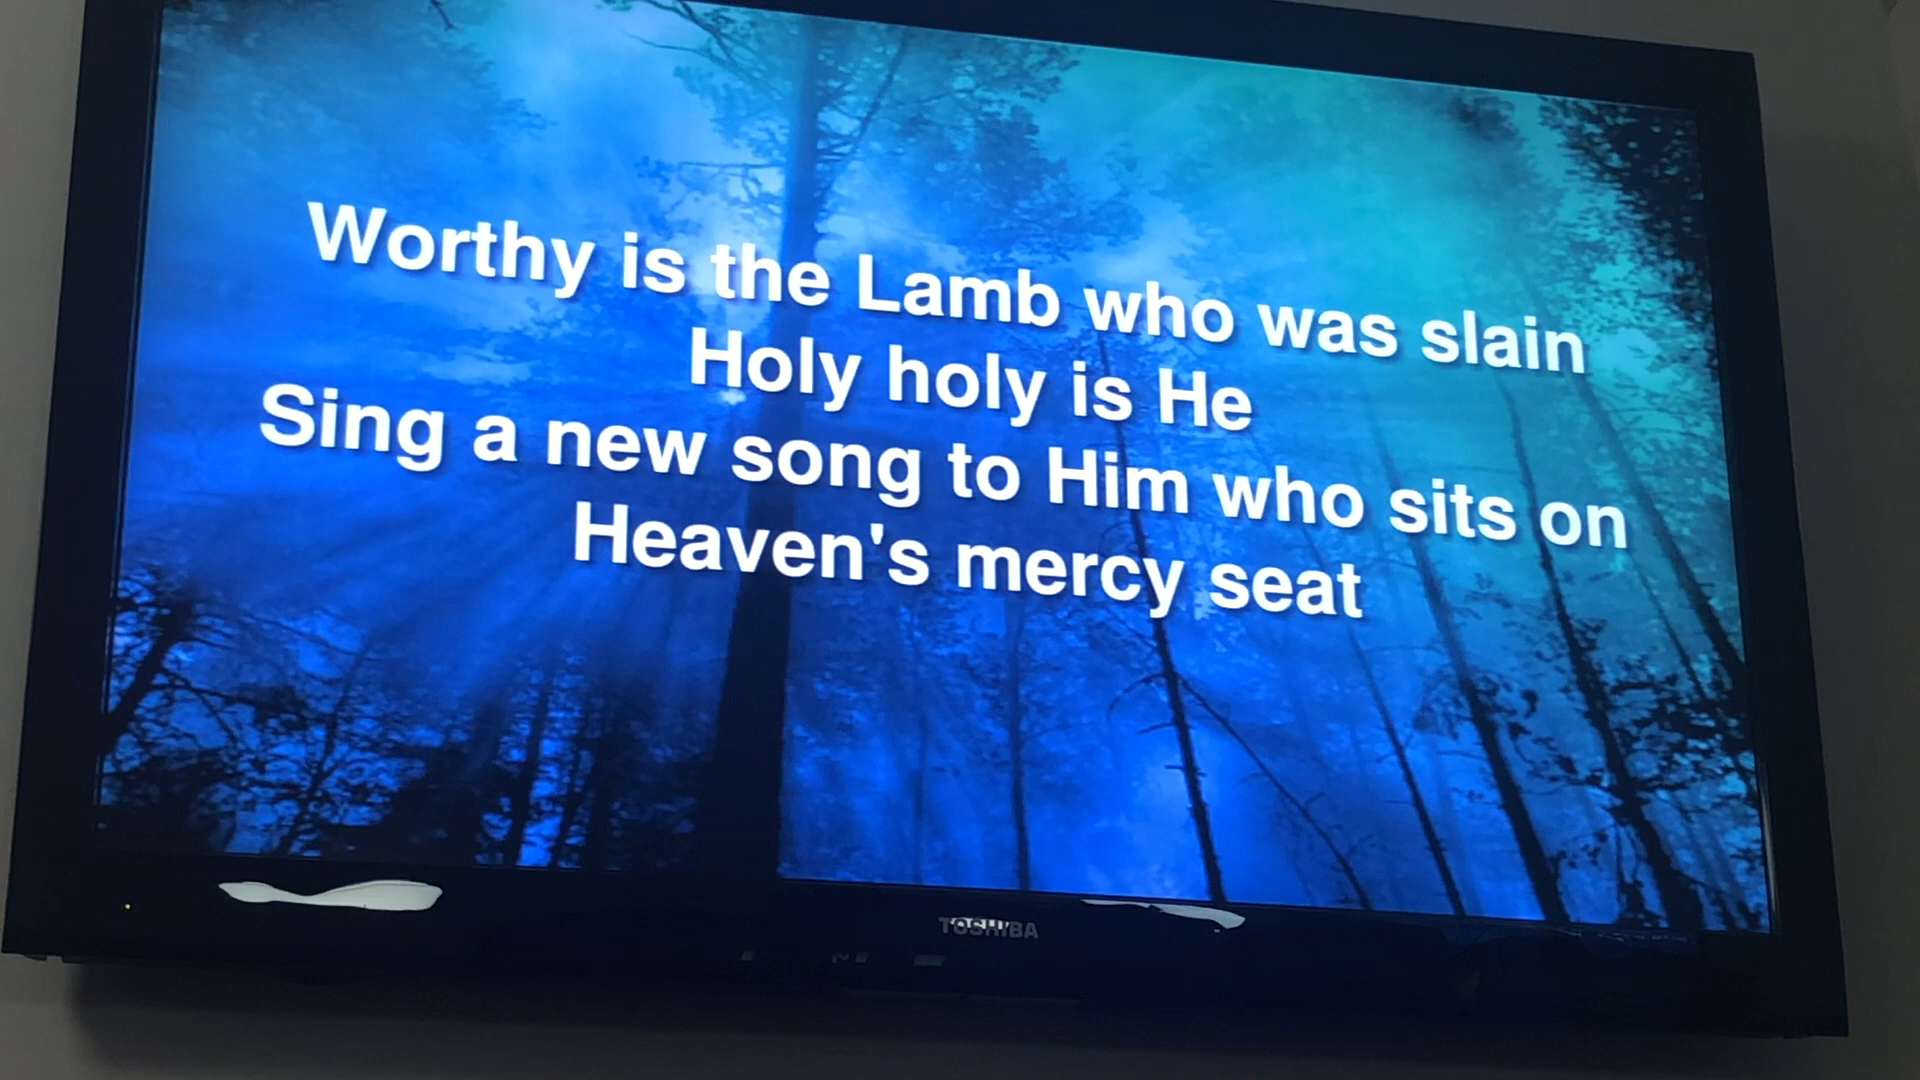 Worthy is the Lamb who was slain
Holy holy is He
Sing a new song to Him who sits on
Heaven's mercy seat
TOSHIBA